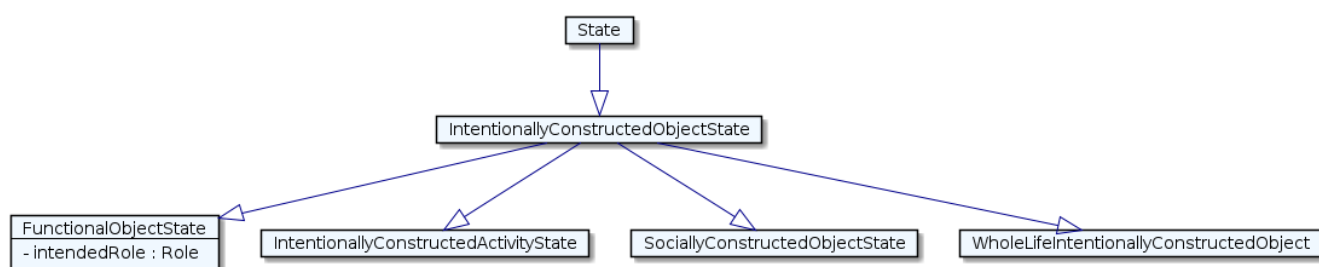 State
IntentionallyConstructedObjectState
FunctionalObjectState
- intendedRole : Role
IntentionallyConstructedActivityState
SociallyConstructedObjectState
WholeLifeIntentionallyConstructedObject